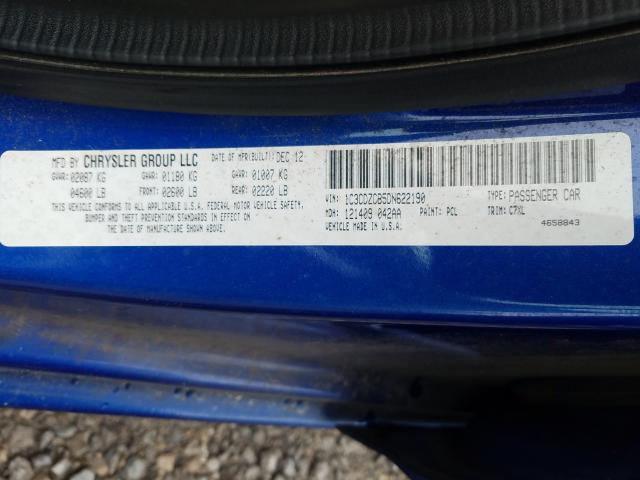 MFD BY CHRYSLER GROUP LLC DATE OF MFR(BUILT): DEC 12
GVWR: 02087 KG GAWR: 01180 KG GAWR: 01007 KG
04600 LB FRONT: 02600 LB REAR: 02220 LB
THIS VEHICLE CONFORMS TO ALL APPLICABLE U.S.A. FEDERAL MOTOR VEHICLE SAFETY,
BUMPER AND THEFT PREVENTION STANDARDS IN EFFECT ON
THE DATE OF MANUFACTURE SHOWN ABOVE.
VIN: 1C3CDZCB5DN622190 TYPE: PASSENGER CAR
MDH: 121409 042AA PAINT: PCL TRIM: C7XL
VEHICLE MADE IN U.S.A. 4658843